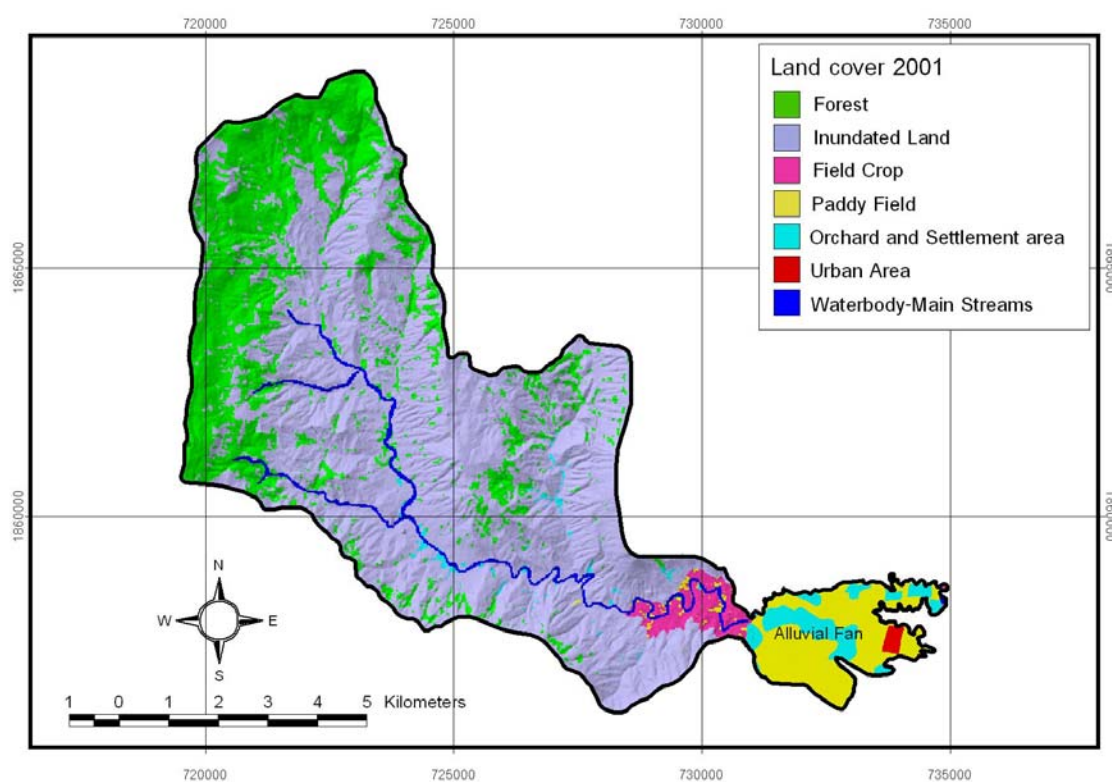 720000
725000
730000
735000
Land cover 2001
Forest
Inundated Land
Field Crop
Paddy Field
Orchard and Settlement area
Urban Area
Waterbody-Main Streams
1865000
1865000
1860000
1860000
N
W
E
S
Alluvial Fan
1 0 1 2 3 4 5 Kilometers
720000
725000
730000
735000